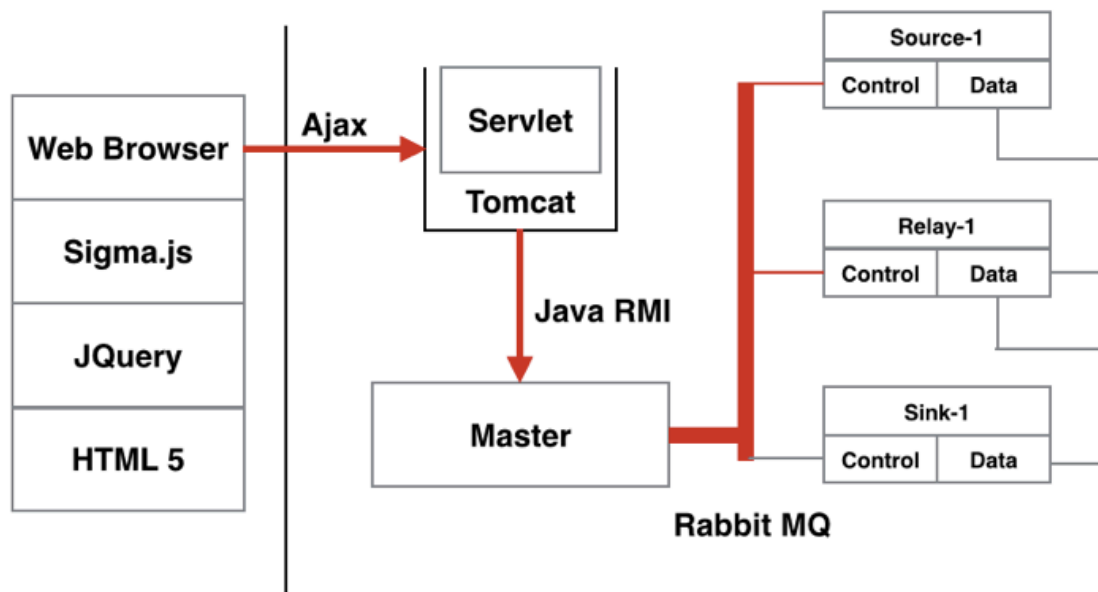 Web Browser
Sigma.js
JQuery
HTML 5
Ajax
Servlet
Tomcat
Java RMI
Master
Rabbit MQ
Source-1
Control Data
Relay-1
Control Data
Sink-1
Control Data